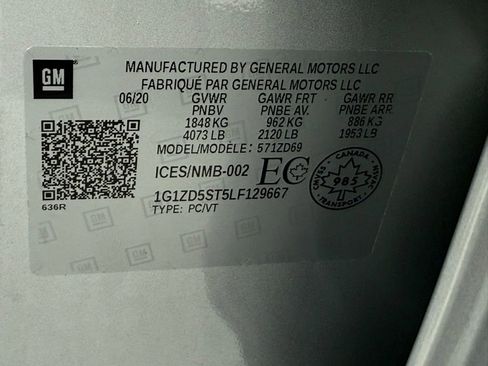 GM
MANUFACTURED BY GENERAL MOTORS LLC
FABRIQUÉ PAR GENERAL MOTORS LLC
06/20 GVWR GAWR FRT GAWR RR
PNBV PNBE AV. PNBE ARR.
1848 KG 962 KG 886 KG
4073 LB 2120 LB 1953 LB
MODEL/MODÈLE: 571ZD69
ICES/NMB-002 EC
1G1ZD5ST5LF129667
TYPE: PC/VT
636R
CANADA
985
TRANSPORT